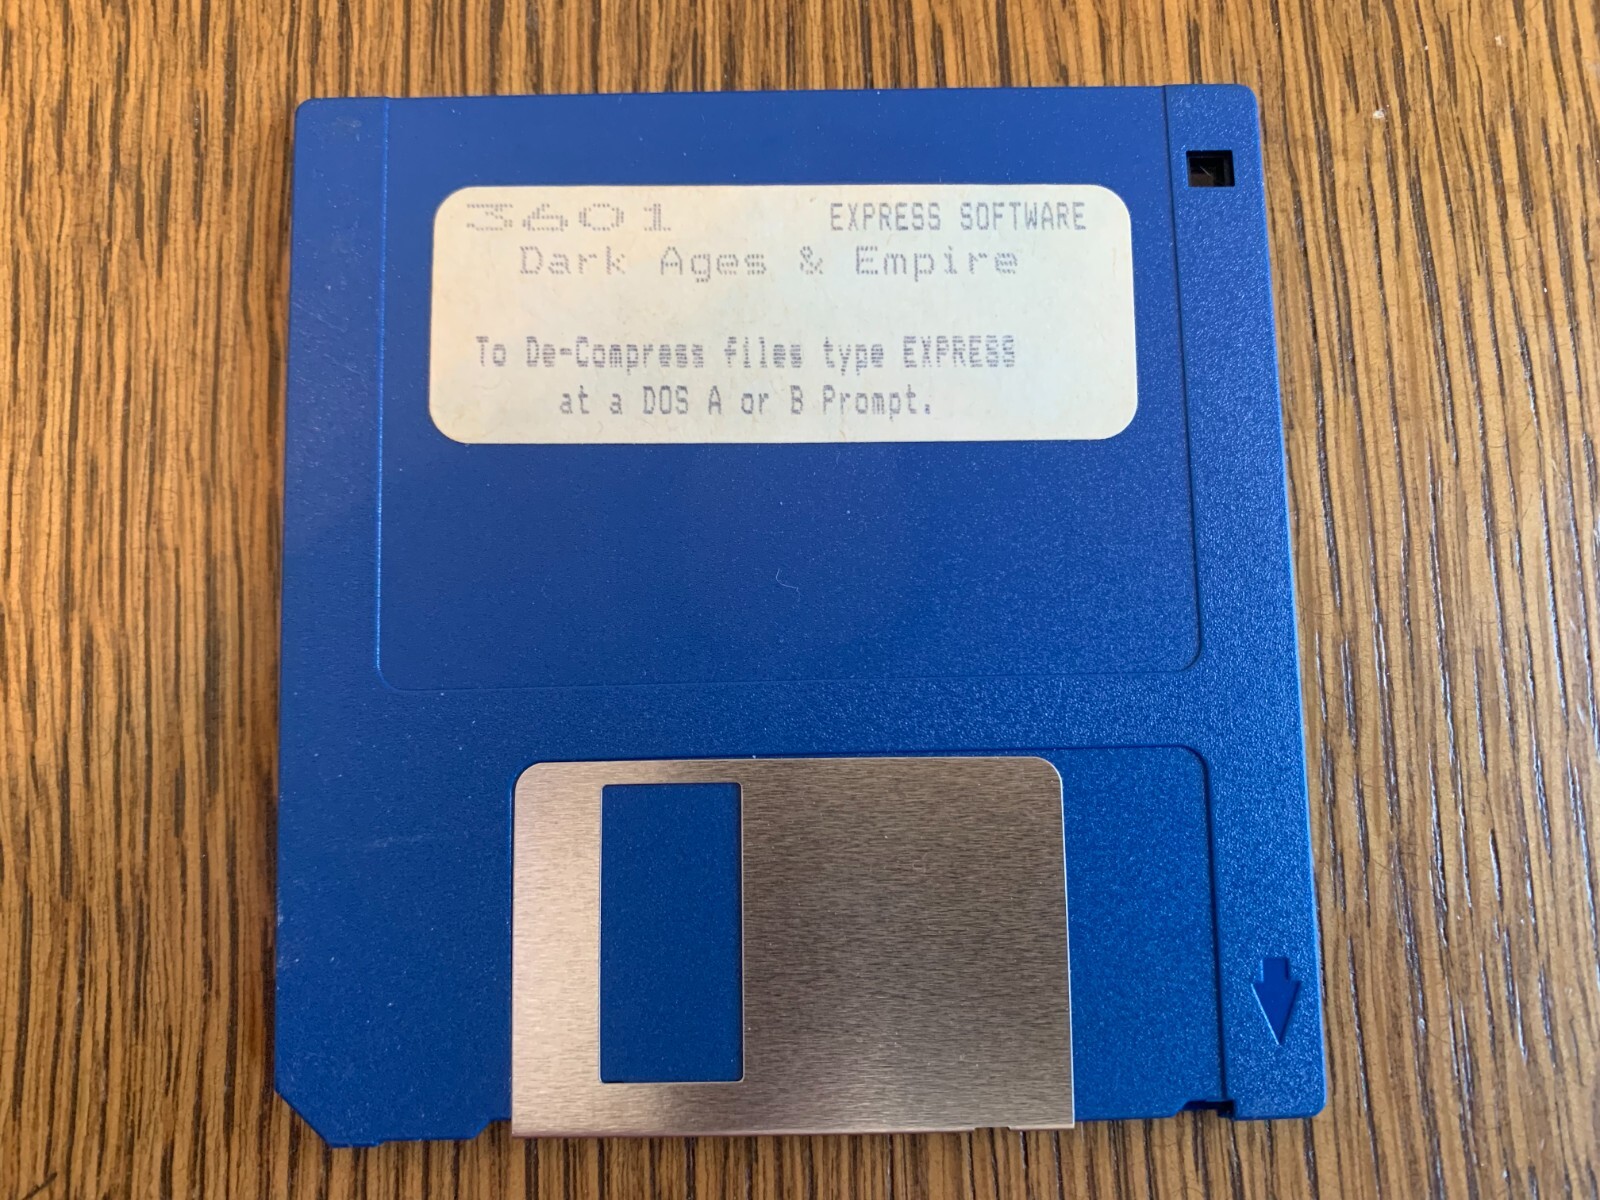 3601 EXPRESS SOFTWARE
Dark Ages & Empire
To De-Compress files type EXPRESS
at a DOS A or B Prompt.